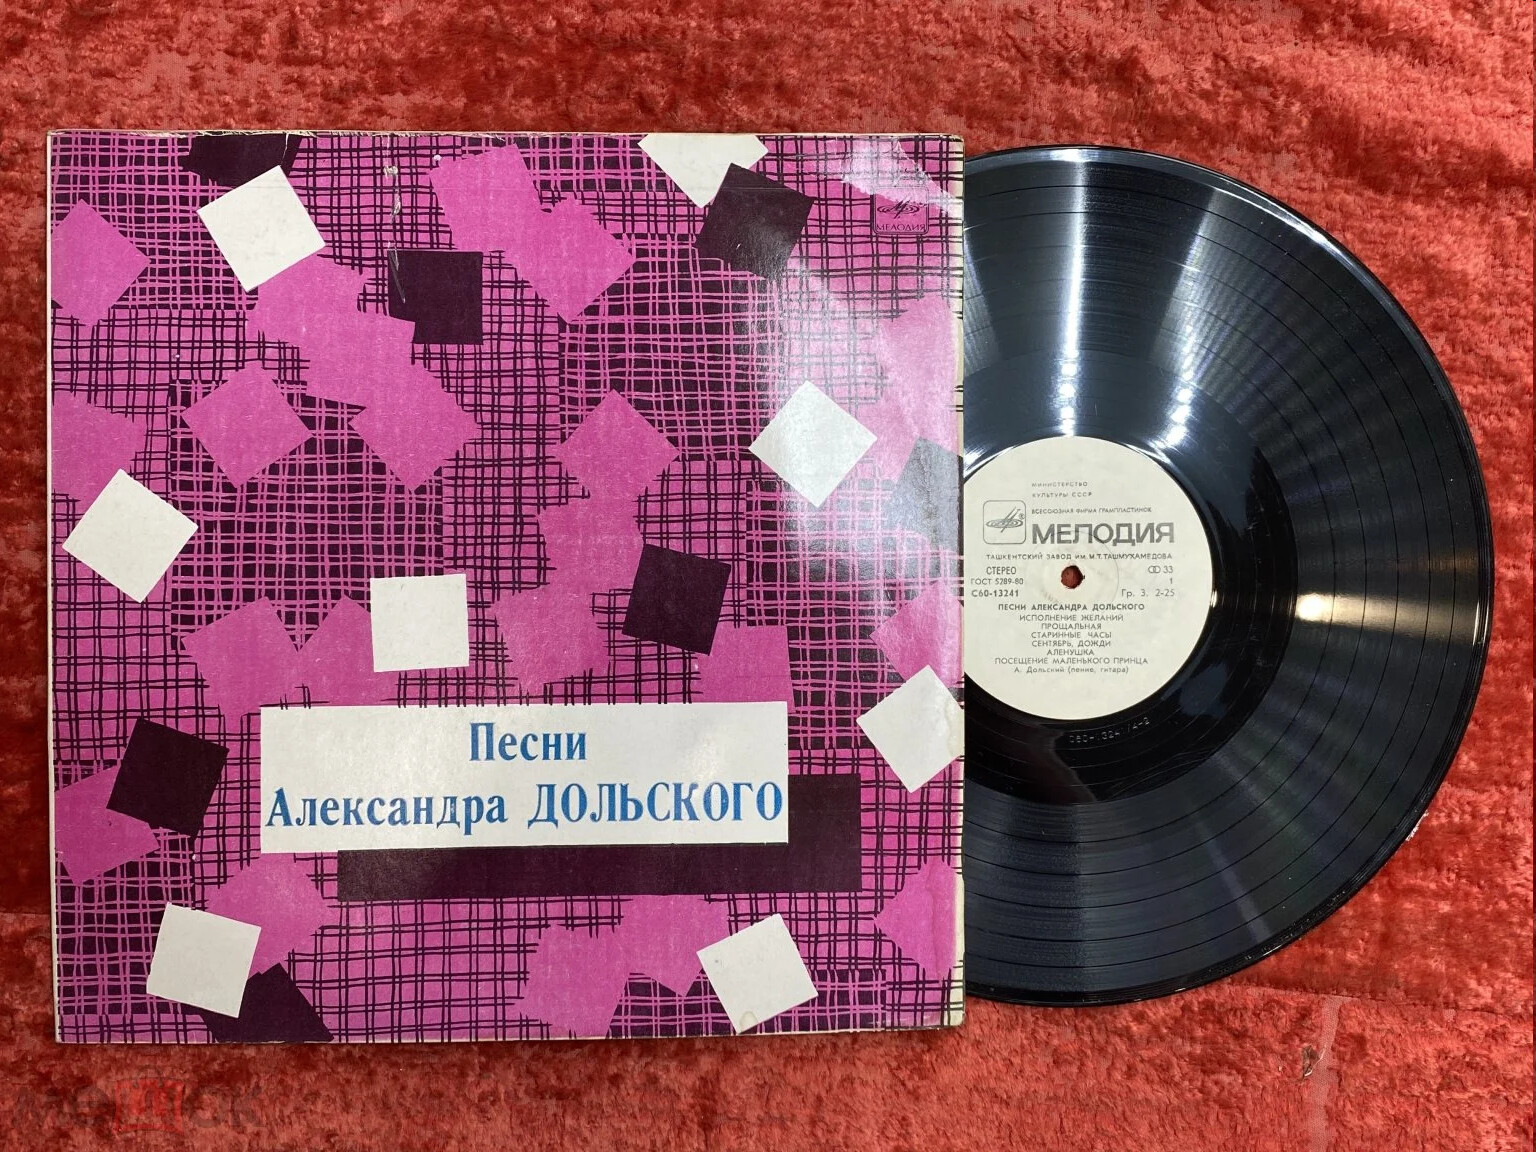 МЕЛОДИЯ
Песни
Александра ДОЛЬСКОГО
МИНИСТЕРСТВО
КУЛЬТУРЫ СССР
ВСЕСОЮЗНАЯ ФИРМА ГРАМПЛАСТИНОК
МЕЛОДИЯ
ТАШКЕНТСКИЙ ЗАВОД ИМ. М.Т. ТАШМУХАМЕДОВА
СТЕРЕО 33
ГОСТ 5289-80 1
С60-13241 Гр. 3. 2-25
ПЕСНИ АЛЕКСАНДРА ДОЛЬСКОГО
ИСПОЛНЕНИЕ ЖЕЛАНИЙ
ПРОЩАЛЬНАЯ
СТАРИННЫЕ ЧАСЫ
СЕНТЯБРЬ, ДОЖДИ
АЛЕНУШКА
ПОСЕЩЕНИЕ МАЛЕНЬКОГО ПРИНЦА
А. Дольский (пение, гитара)
мешок